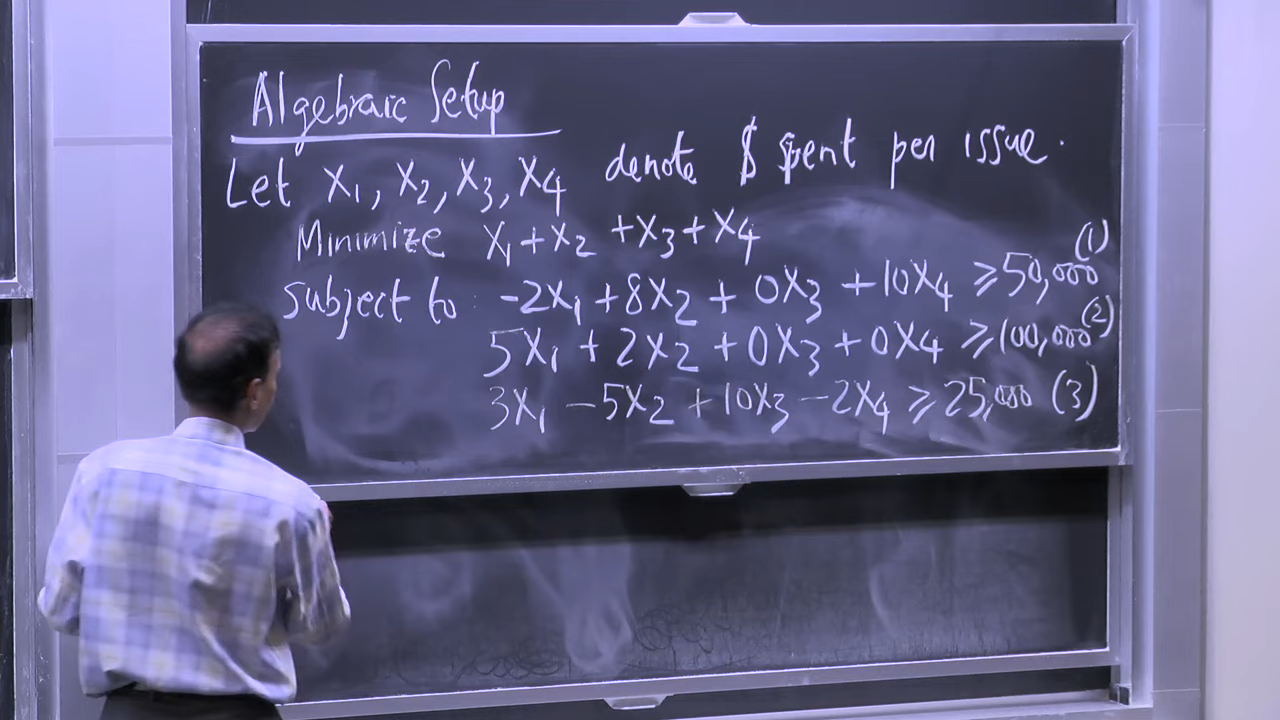 Algebraic Setup
Let X₁, X₂, X₃, X₄ denote $ spent per issue.
Minimize X₁ + X₂ + X₃ + X₄
subject to: -2X₁ + 8X₂ + 0X₃ + 10X₄ ≥ 50,000 (1)
5X₁ + 2X₂ + 0X₃ + 0X₄ ≥ 100,000 (2)
3X₁ - 5X₂ + 10X₃ - 2X₄ ≥ 25,000 (3)